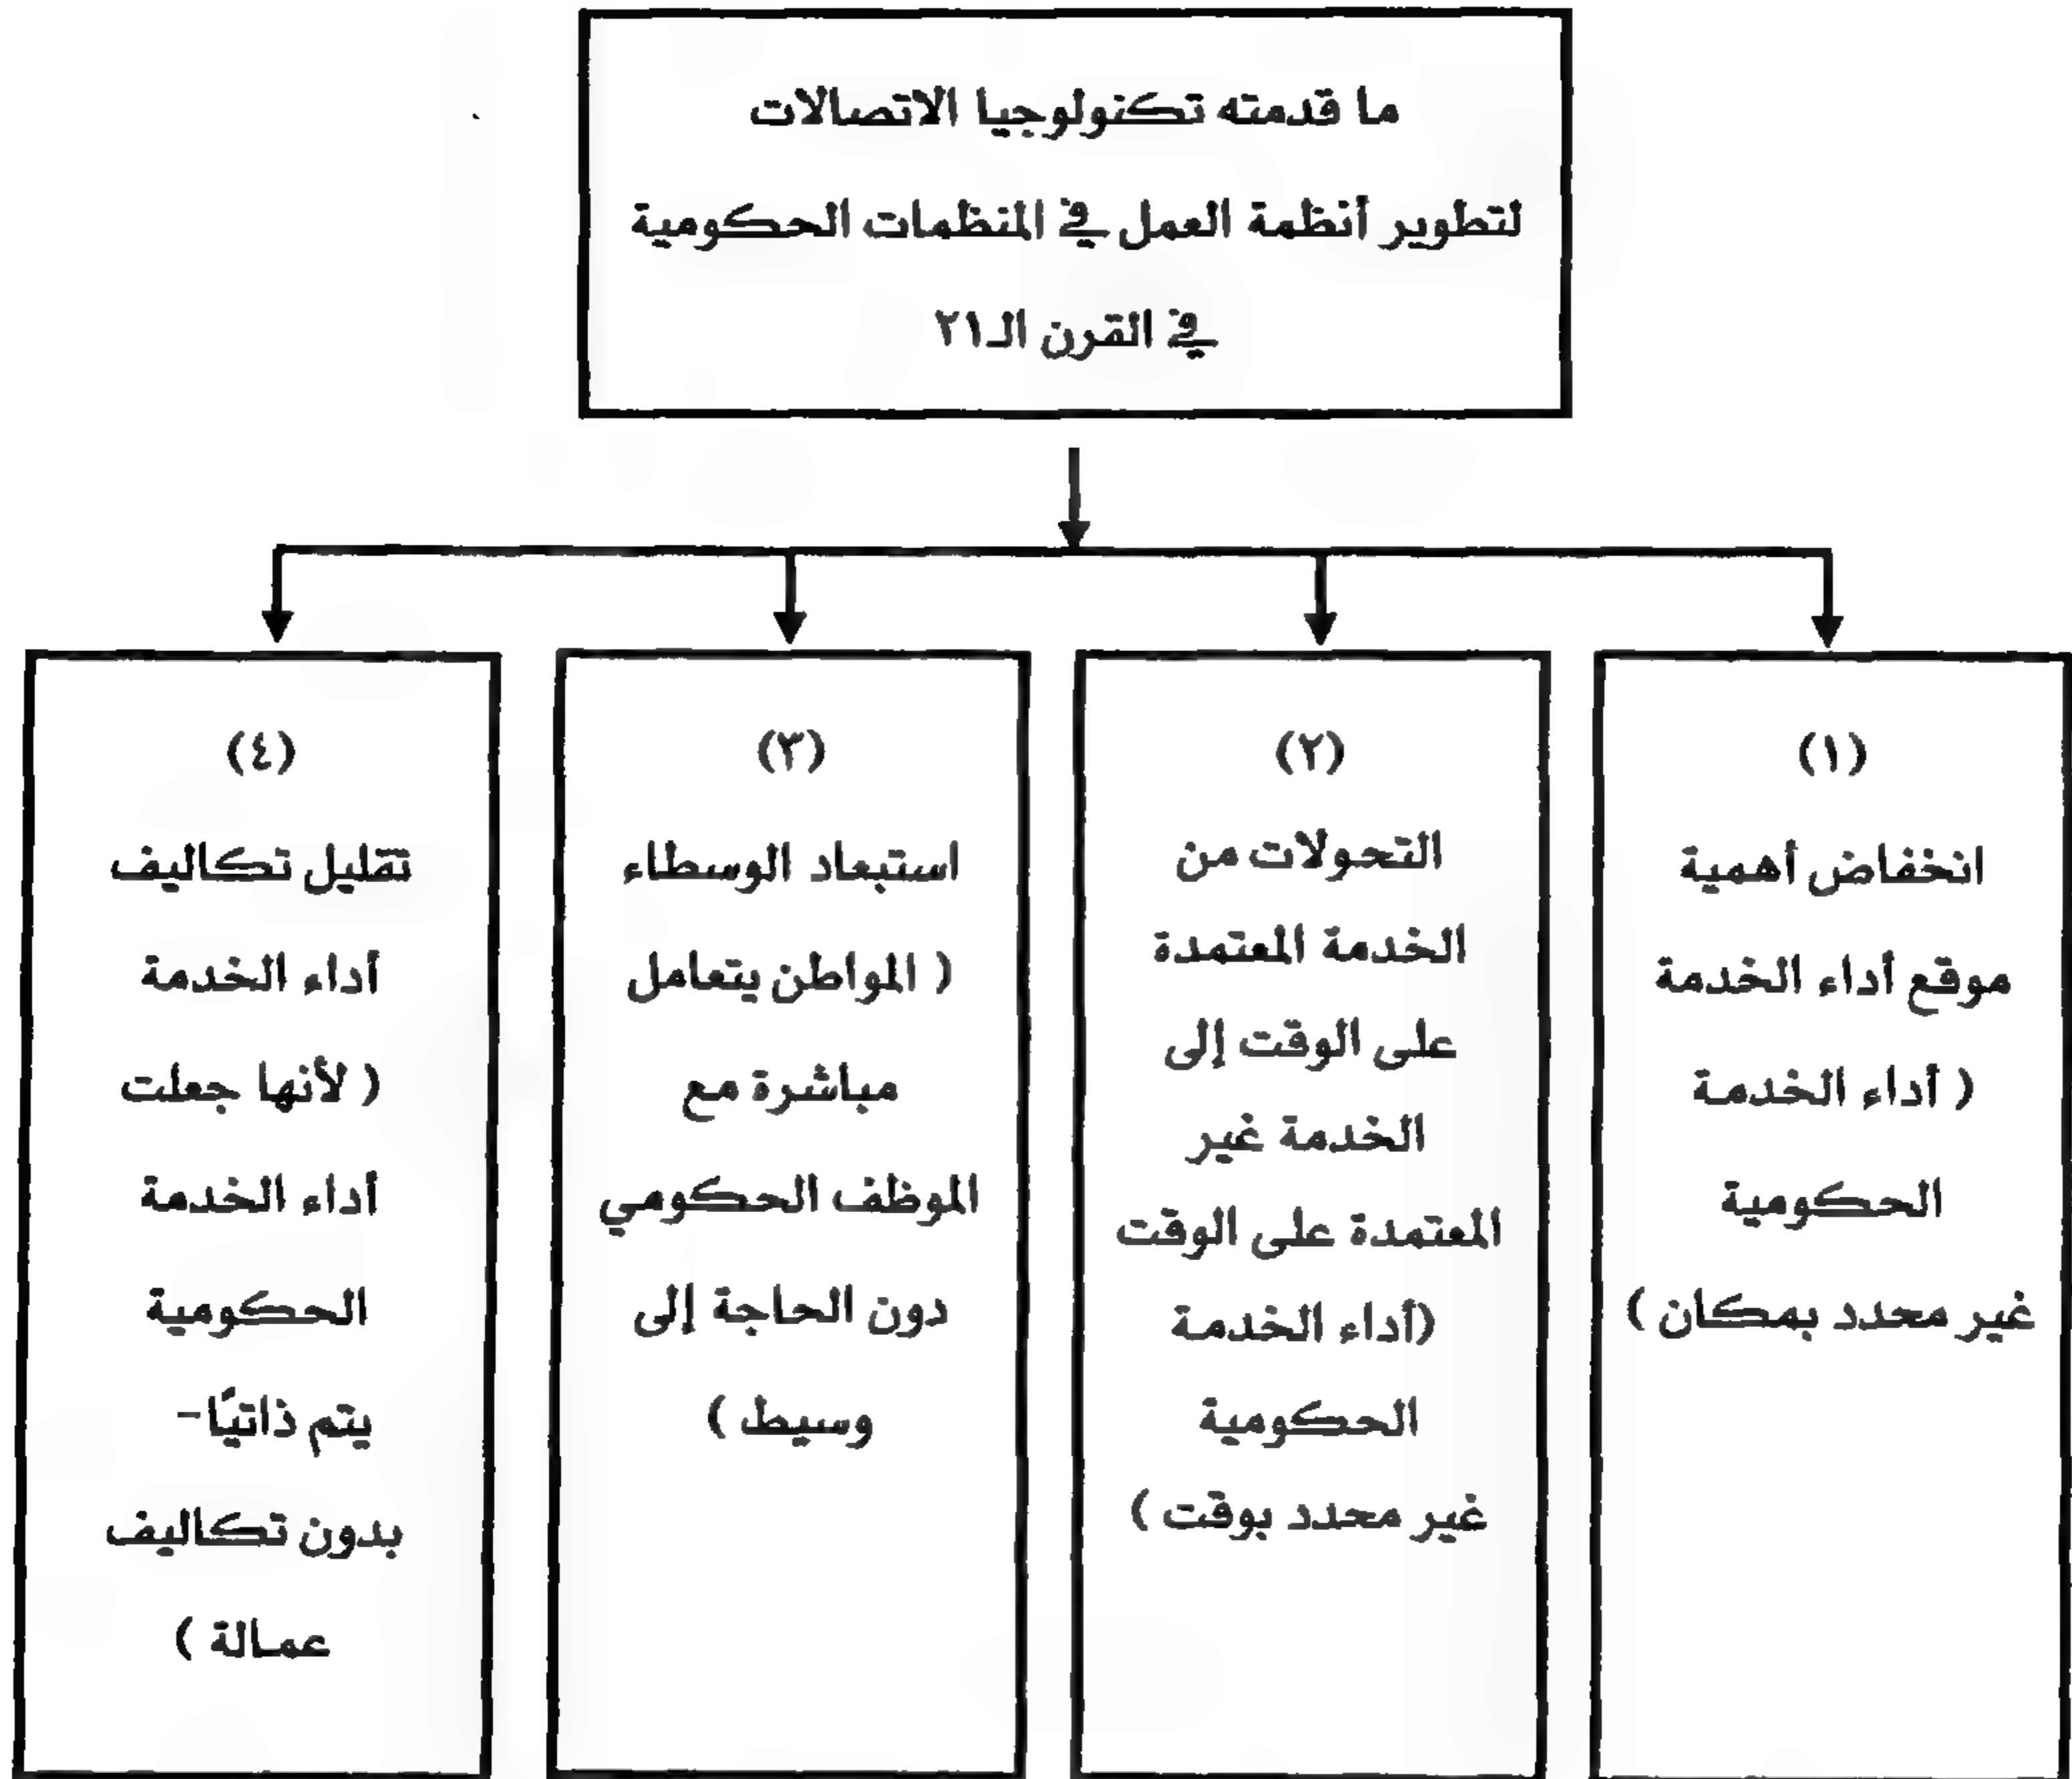 ما قدمته تكنولوجيا الاتصالات
لتطوير أنظمة العمل في المنظمات الحكومية
في القرن الـ٢١
(١)
انخفاض أهمية
موقع أداء الخدمة
( أداء الخدمة
الحكومية
غير محدد بمكان )
(٢)
التحولات من
الخدمة المعتمدة
على الوقت إلى
الخدمة غير
المعتمدة على الوقت
(أداء الخدمة
الحكومية
غير محدد بوقت )
(٣)
استبعاد الوسطاء
( المواطن يتعامل
مباشرة مع
الموظف الحكومي
دون الحاجة إلى
وسيط )
(٤)
تقليل تكاليف
أداء الخدمة
( لأنها جعلت
أداء الخدمة
الحكومية
يتم ذاتيًا-
بدون تكاليف
عمالة )